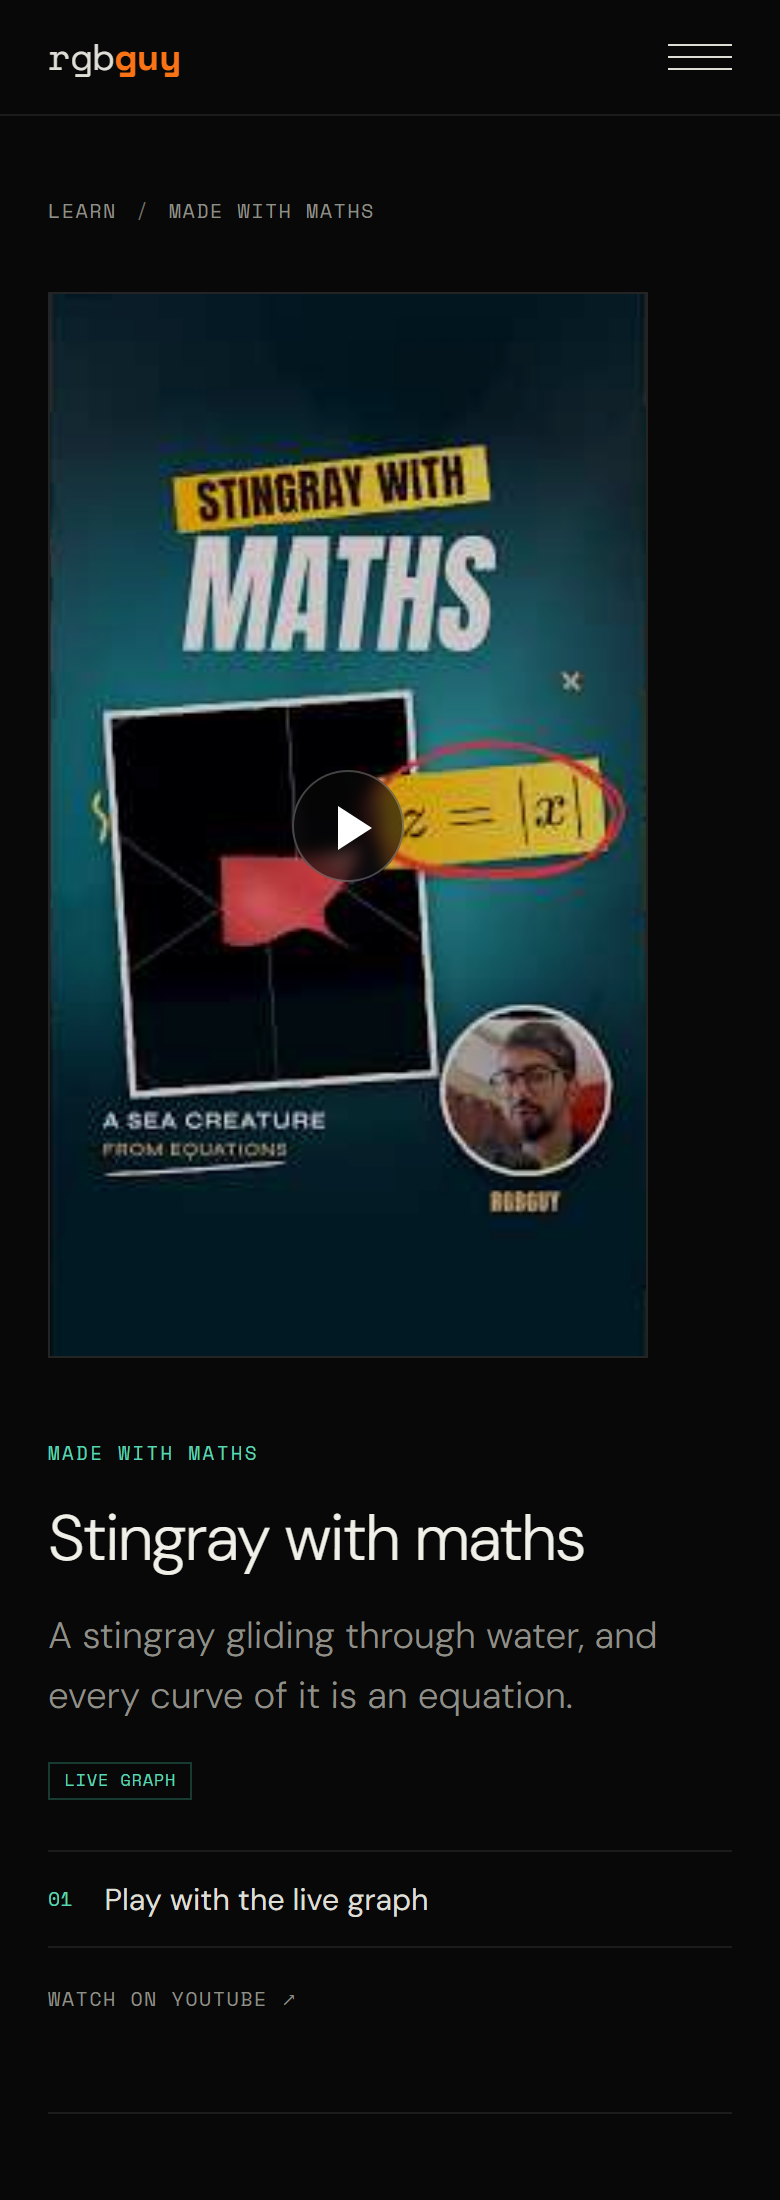 rgbguy
LEARN / MADE WITH MATHS
STINGRAY WITH
MATHS
z = |x|
A SEA CREATURE
FROM EQUATIONS
RGBGUY
MADE WITH MATHS
Stingray with maths
A stingray gliding through water, and
every curve of it is an equation.
LIVE GRAPH
01 Play with the live graph
WATCH ON YOUTUBE ↗